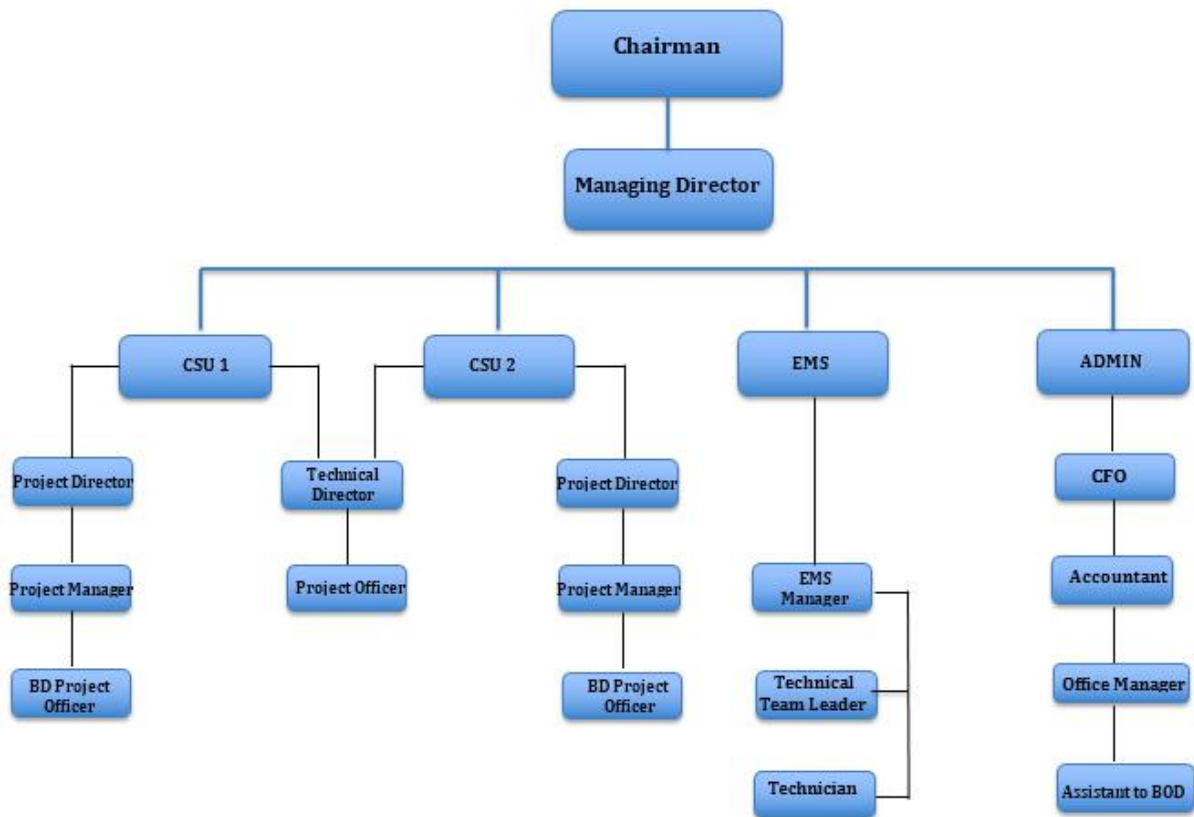 Chairman
Managing Director
CSU 1
CSU 2
EMS
ADMIN
Project Director
Technical
Director
Project Director
CFO
Project Manager
Project Officer
Project Manager
EMS
Manager
Accountant
BD Project
Officer
BD Project
Officer
Technical
Team Leader
Office Manager
Technician
Assistant to BOD